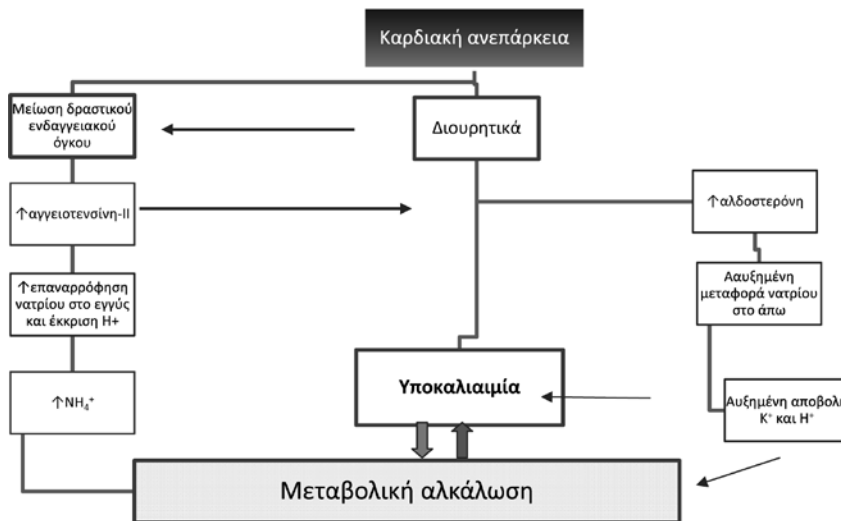 Καρδιακή ανεπάρκεια
Μείωση δραστικού
ενδαγγειακού
όγκου
Διουρητικά
↑αγγειοτενσίνη-ΙΙ
↑αλδοστερόνη
↑επαναρρόφηση
νατρίου στο εγγύς
και έκκριση Η+
Ααυξημένη
μεταφορά νατρίου
στο άπω
Υποκαλιαιμία
↑NH₄⁺
Αυξημένη αποβολή
Κ⁺ και Η⁺
Μεταβολική αλκάλωση